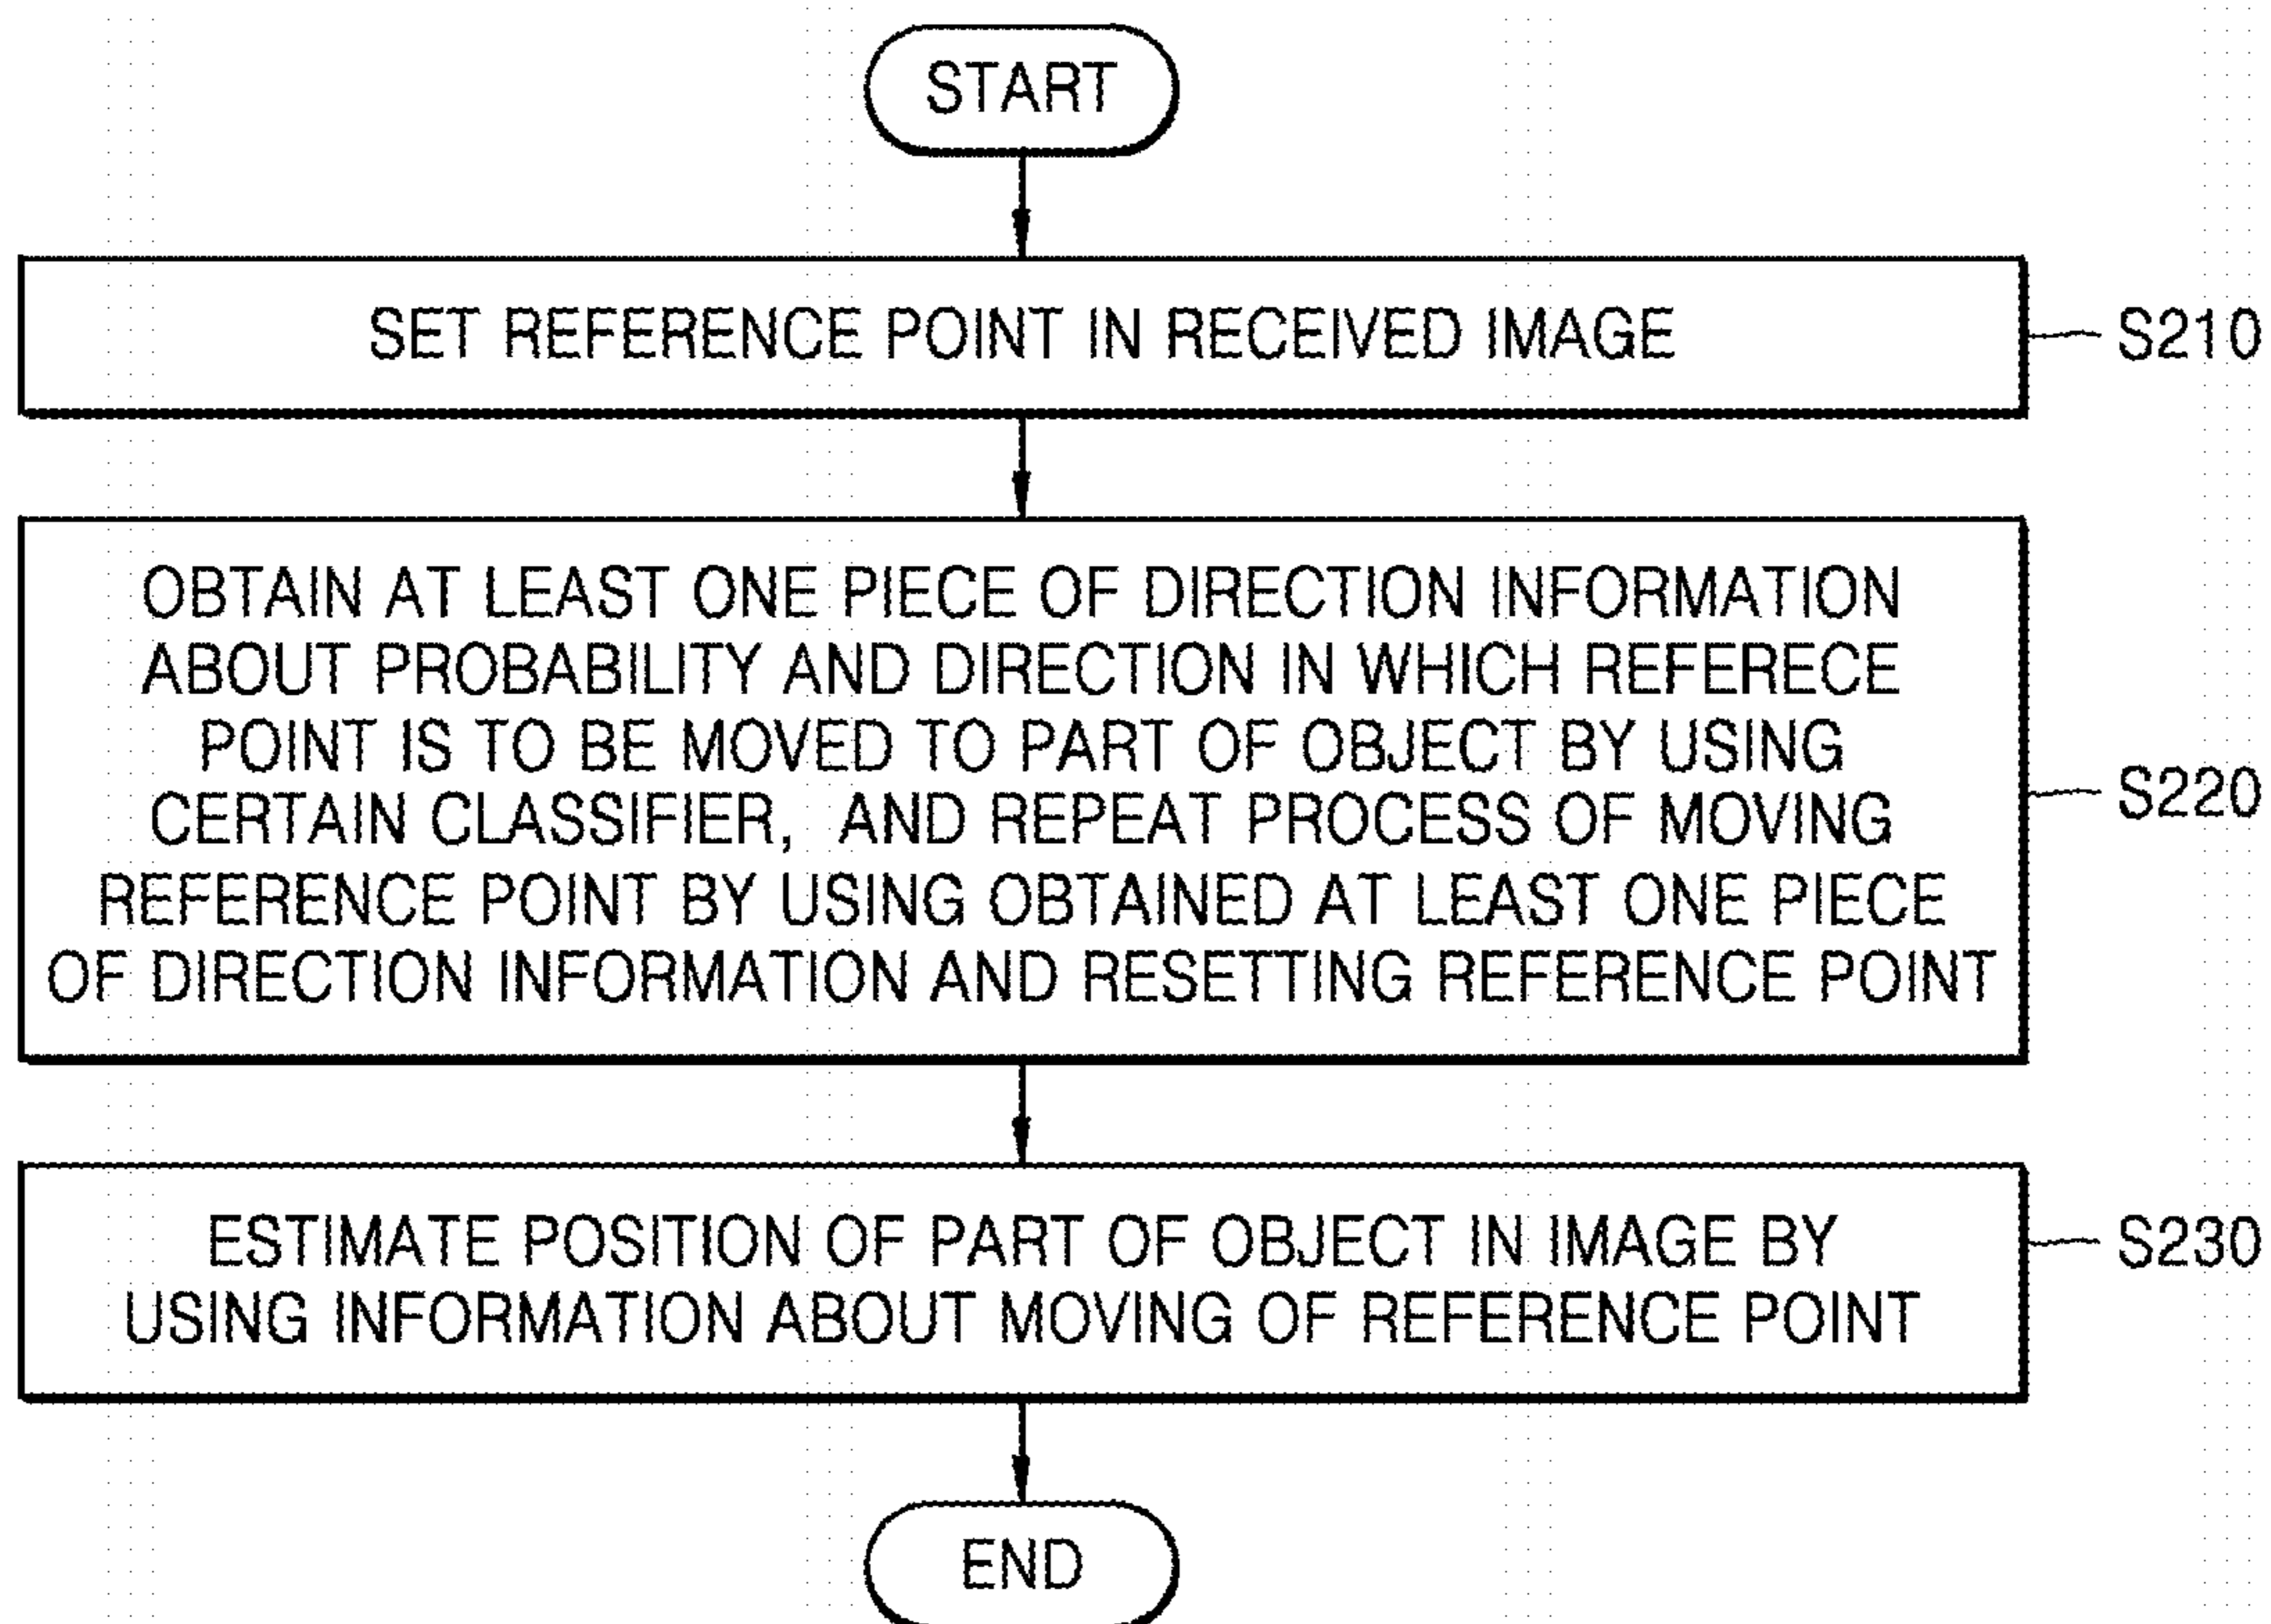 START
SET REFERENCE POINT IN RECEIVED IMAGE
S210
OBTAIN AT LEAST ONE PIECE OF DIRECTION INFORMATION
ABOUT PROBABILITY AND DIRECTION IN WHICH REFERECE
POINT IS TO BE MOVED TO PART OF OBJECT BY USING
CERTAIN CLASSIFIER, AND REPEAT PROCESS OF MOVING
REFERENCE POINT BY USING OBTAINED AT LEAST ONE PIECE
OF DIRECTION INFORMATION AND RESETTING REFERENCE POINT
S220
ESTIMATE POSITION OF PART OF OBJECT IN IMAGE BY
USING INFORMATION ABOUT MOVING OF REFERENCE POINT
S230
END